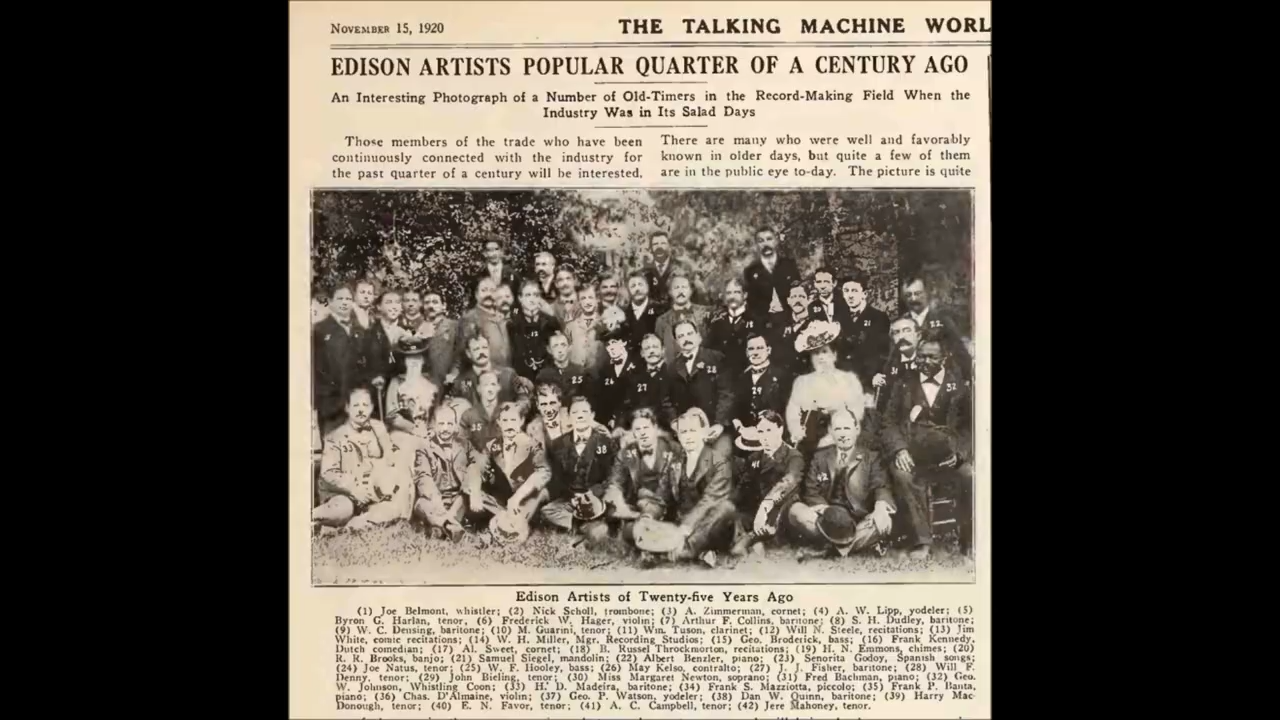 NOVEMBER 15, 1920
THE TALKING MACHINE WORL
EDISON ARTISTS POPULAR QUARTER OF A CENTURY AGO
An Interesting Photograph of a Number of Old-Timers in the Record-Making Field When the
Industry Was in Its Salad Days
Those members of the trade who have been
continuously connected with the industry for
the past quarter of a century will be interested,
There are many who were well and favorably
known in older days, but quite a few of them
are in the public eye to-day. The picture is quite
Edison Artists of Twenty-five Years Ago
(1) Joe Belmont, whistler; (2) Nick Scholl, trombone; (3) A. Zimmerman, cornet; (4) A. W. Lipp, yodeler; (5)
Byron G. Harlan, tenor, (6) Frederick W. Hager, violin; (7) Arthur F. Collins, baritone; (8) S. H. Dudley, baritone;
(9) W. C. Densing, baritone; (10) M. Guarini, tenor; (11) Wm. Tuson, clarinet; (12) Will N. Steele, recitations; (13) Jim
White, comic recitations; (14) W. H. Miller, Mgr. Recording Studios; (15) Geo. Broderick, bass; (16) Frank Kennedy,
Dutch comedian; (17) Al. Sweet, cornet; (18) B. Russel Throckmorton, recitations; (19) H. N. Emmons, chimes; (20)
R. R. Brooks, banjo; (21) Samuel Siegel, mandolin; (22) Albert Benzler, piano; (23) Senorita Godoy, Spanish songs;
(24) Joe Natus, tenor; (25) W. F. Hooley, bass; (26) May Kelso, contralto; (27) J. J. Fisher, baritone; (28) Will F.
Denny, tenor; (29) John Bieling, tenor; (30) Miss Margaret Newton, soprano; (31) Fred Bachman, piano; (32) Geo.
W. Johnson, Whistling Coon; (33) H. D. Madeira, baritone; (34) Frank S. Mazziotta, piccolo; (35) Frank P. Banta,
piano; (36) Chas. D'Almaine, violin; (37) Geo. P. Watson, yodeler; (38) Dan W. Quinn, baritone; (39) Harry Mac-
Donough, tenor; (40) E. N. Favor, tenor; (41) A. C. Campbell, tenor; (42) Jere Mahoney, tenor.